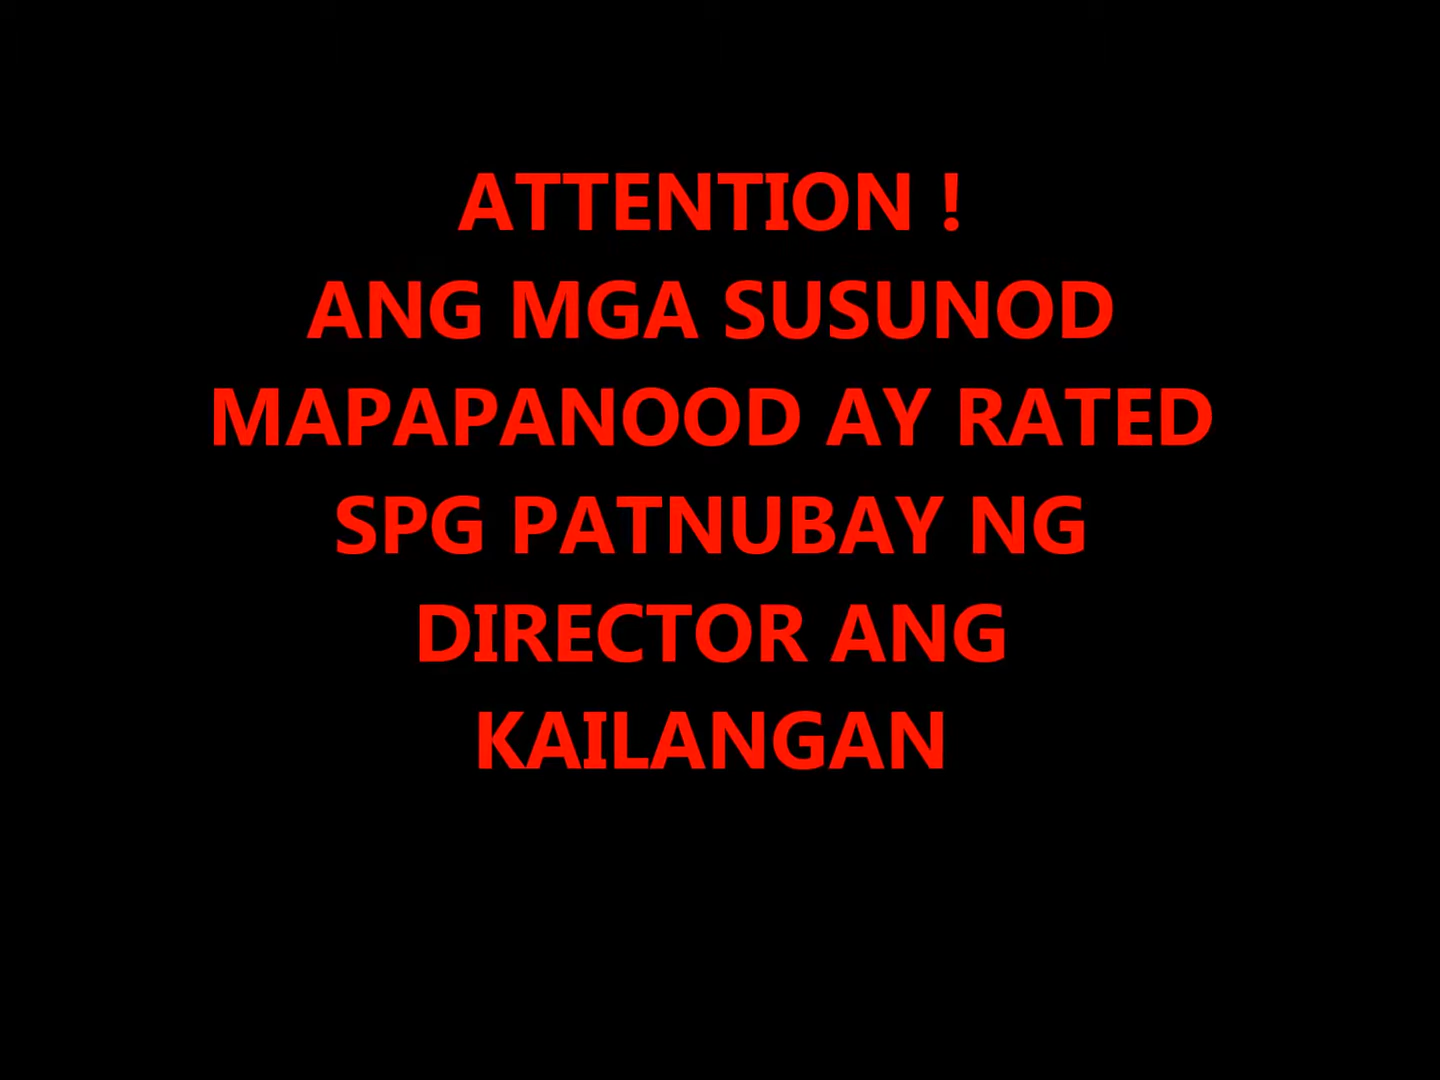 ATTENTION !
ANG MGA SUSUNOD
MAPAPANOOD AY RATED
SPG PATNUBAY NG
DIRECTOR ANG
KAILANGAN